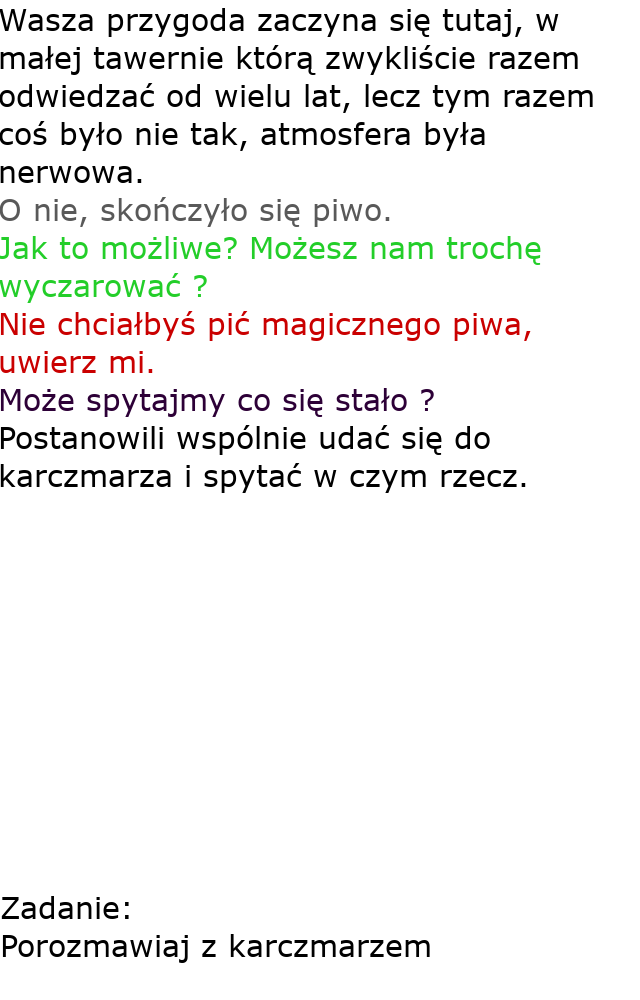 Wasza przygoda zaczyna się tutaj, w
małej tawernie którą zwykliście razem
odwiedzać od wielu lat, lecz tym razem
coś było nie tak, atmosfera była
nerwowa.
O nie, skończyło się piwo.
Jak to możliwe? Możesz nam trochę
wyczarować ?
Nie chciałbyś pić magicznego piwa,
uwierz mi.
Może spytajmy co się stało ?
Postanowili wspólnie udać się do
karczmarza i spytać w czym rzecz.
Zadanie:
Porozmawiaj z karczmarzem